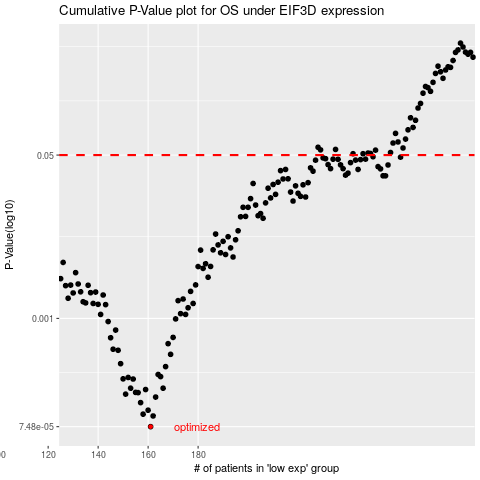 Cumulative P-Value plot for OS under EIF3D expression
P-Value(log10)
0.05
0.001
7.48e-05
optimized
00 120 140 160 180
# of patients in 'low exp' group